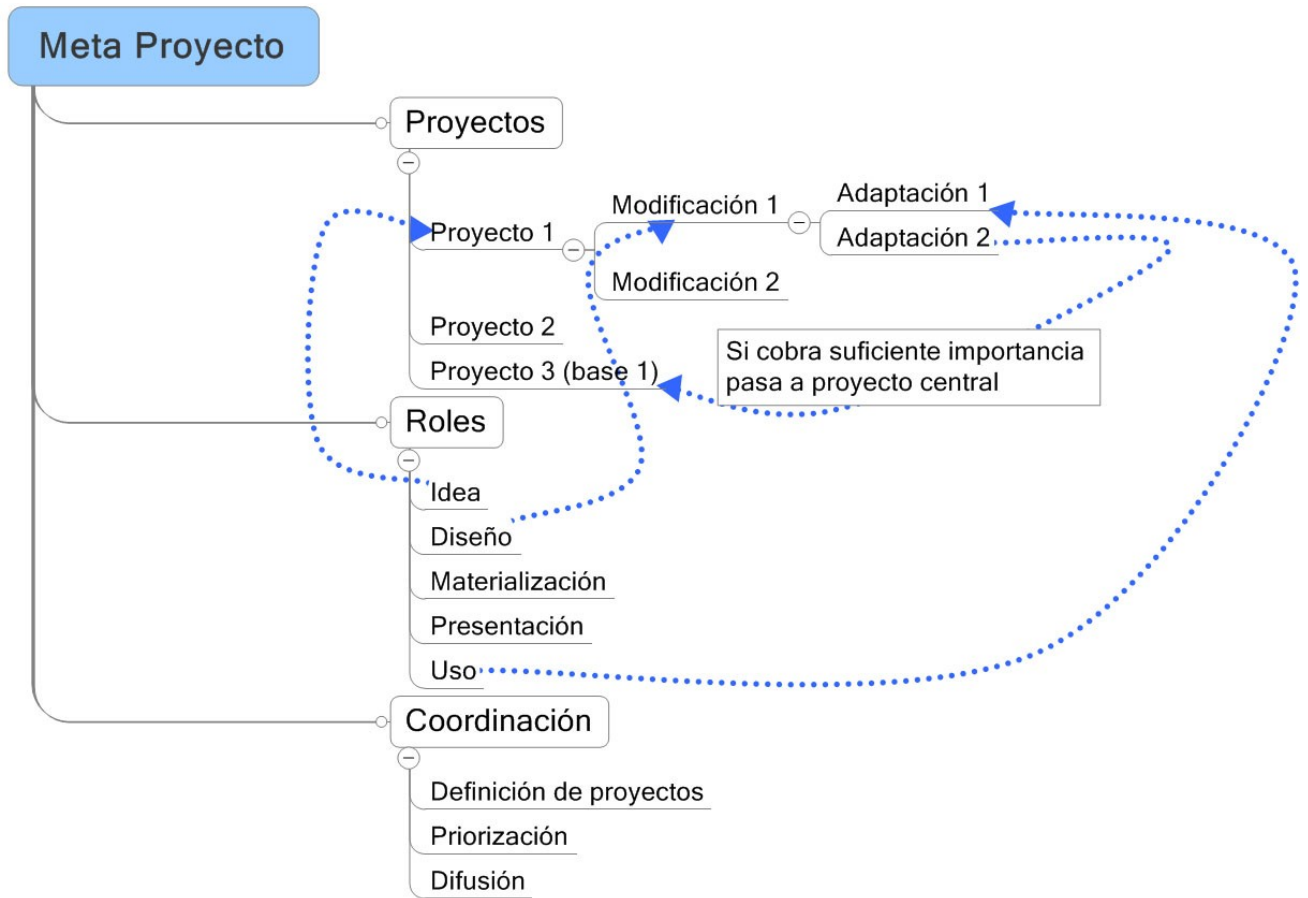 Meta Proyecto
Proyectos
Proyecto 1
Modificación 1
Adaptación 1
Adaptación 2
Modificación 2
Proyecto 2
Proyecto 3 (base 1)
Si cobra suficiente importancia
pasa a proyecto central
Roles
Idea
Diseño
Materialización
Presentación
Uso
Coordinación
Definición de proyectos
Priorización
Difusión